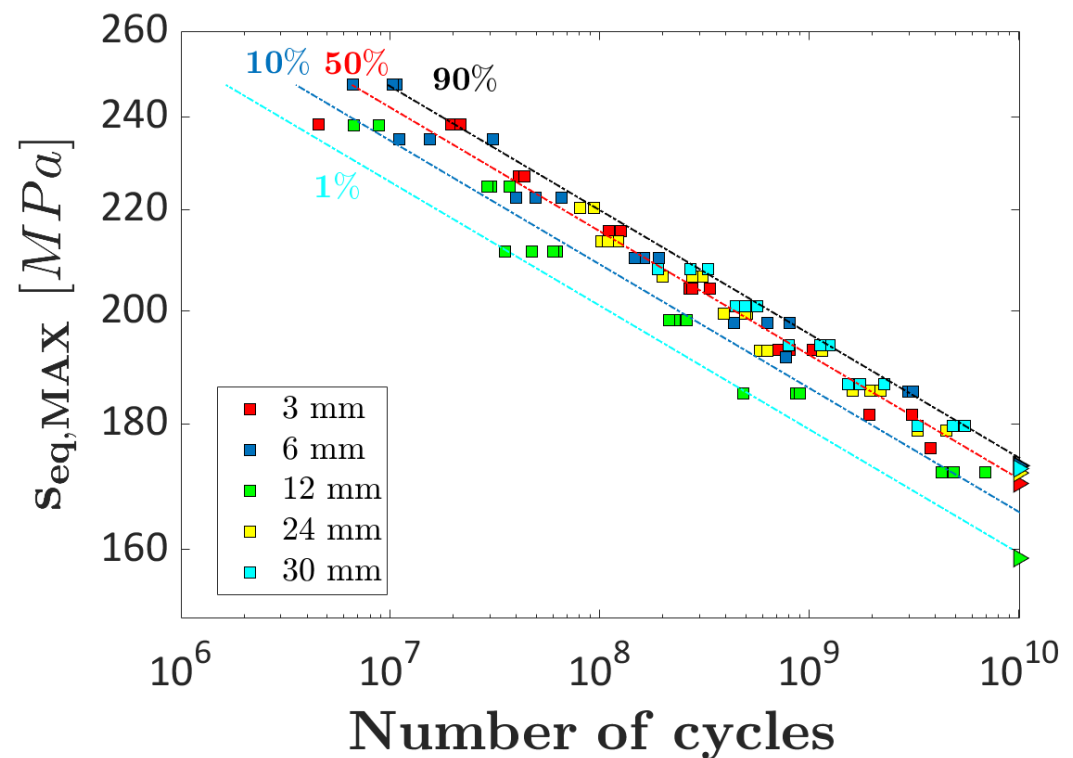 260
240
220
200
180
160
s_eq,MAX [MPa]
10% 50% 90%
1%
3 mm
6 mm
12 mm
24 mm
30 mm
10^6 10^7 10^8 10^9 10^10
Number of cycles